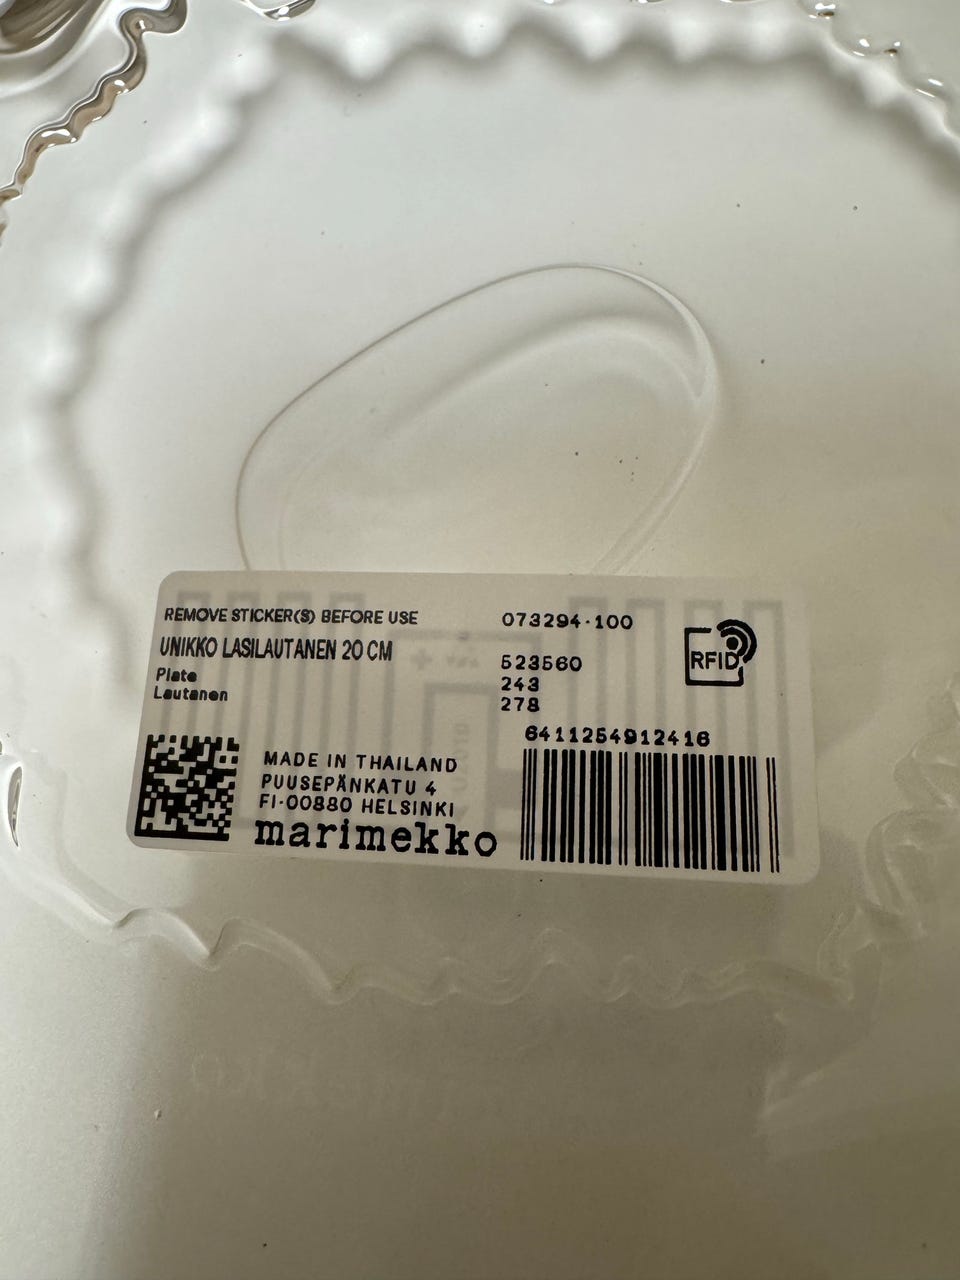 REMOVE STICKER(S) BEFORE USE
UNIKKO LASILAUTANEN 20 CM
Plate
Lautanen
073294-100
523560
243
278
RFID
6411254912416
MADE IN THAILAND
PUUSEPÄNKATU 4
FI-00880 HELSINKI
marimekko